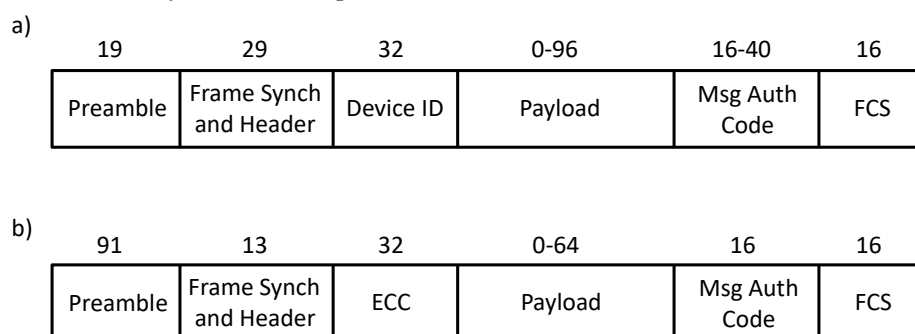 a)
19 29 32 0-96 16-40 16
Preamble Frame Synch and Header Device ID Payload Msg Auth Code FCS
b)
91 13 32 0-64 16 16
Preamble Frame Synch and Header ECC Payload Msg Auth Code FCS